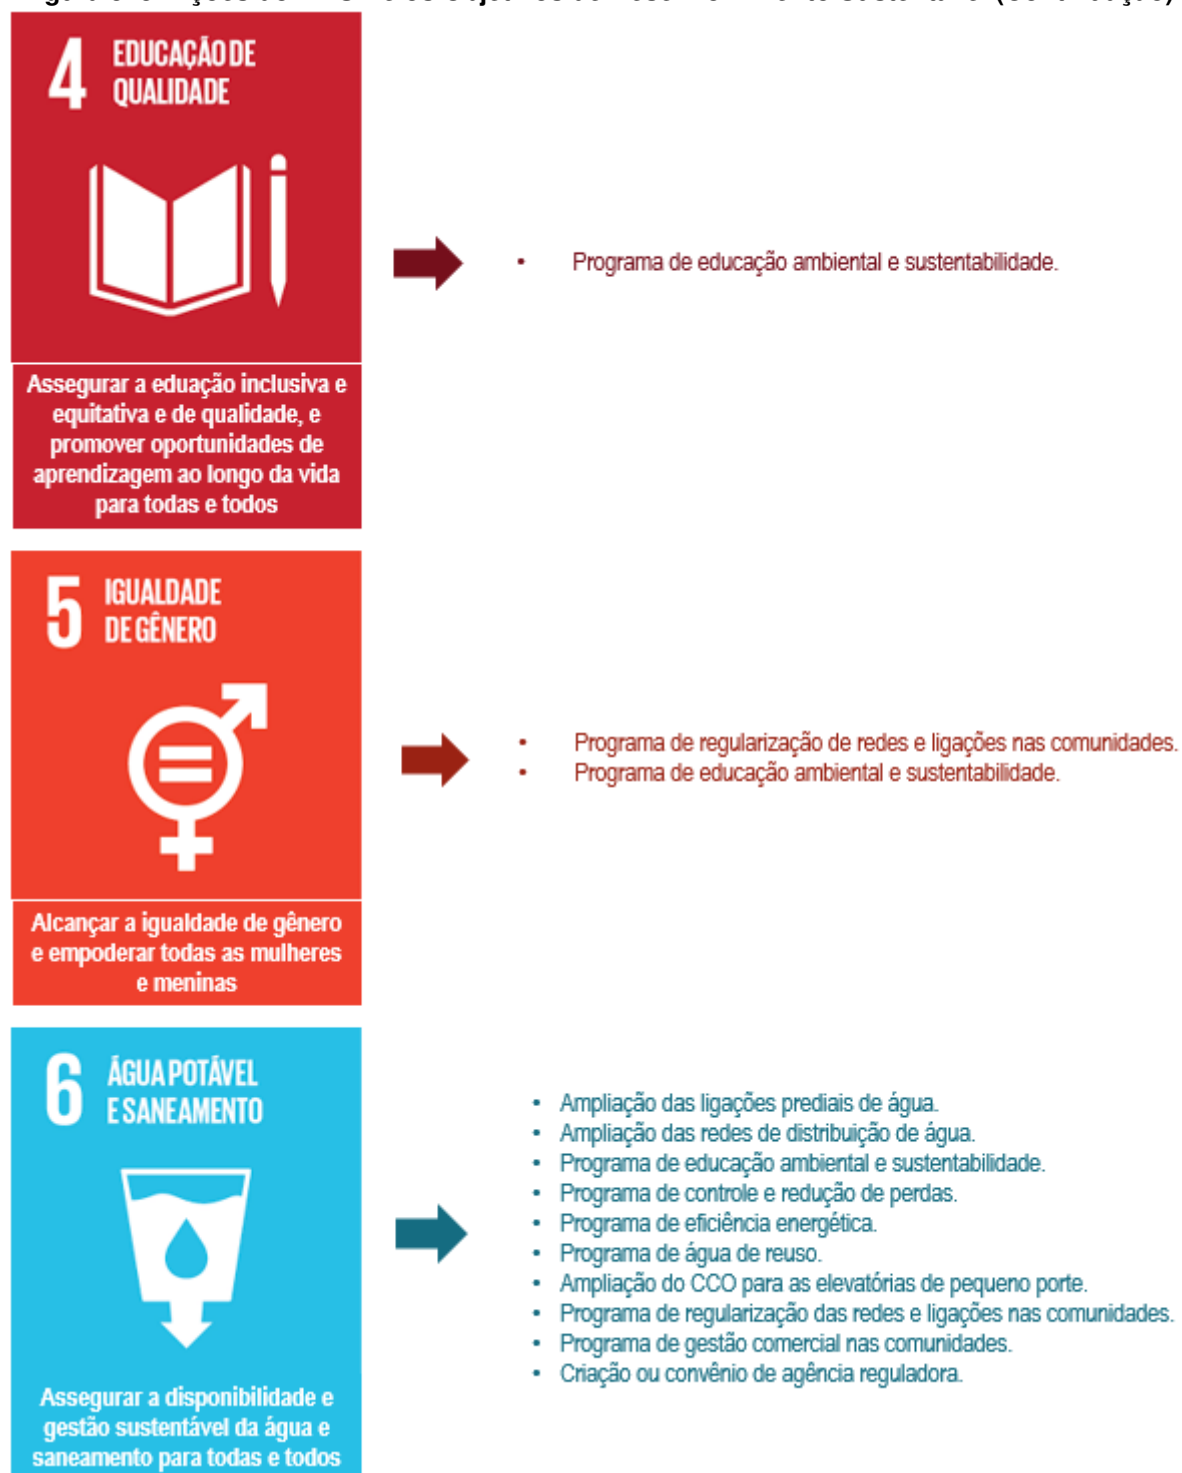 (Continuação)
4 EDUCAÇÃO DE
QUALIDADE
Programa de educação ambiental e sustentabilidade.
Assegurar a eduação inclusiva e
equitativa e de qualidade, e
promover oportunidades de
aprendizagem ao longo da vida
para todas e todos
5 IGUALDADE
DE GÊNERO
• Programa de regularização de redes e ligações nas comunidades.
• Programa de educação ambiental e sustentabilidade.
Alcançar a igualdade de gênero
e empoderar todas as mulheres
e meninas
6 ÁGUA POTÁVEL
E SANEAMENTO
• Ampliação das ligações prediais de água.
• Ampliação das redes de distribuição de água.
• Programa de educação ambiental e sustentabilidade.
• Programa de controle e redução de perdas.
• Programa de eficiência energética.
• Programa de água de reuso.
• Ampliação do CCO para as elevatórias de pequeno porte.
• Programa de regularização das redes e ligações nas comunidades.
• Programa de gestão comercial nas comunidades.
• Criação ou convênio de agência reguladora.
Assegurar a disponibilidade e
gestão sustentável da água e
saneamento para todas e todos